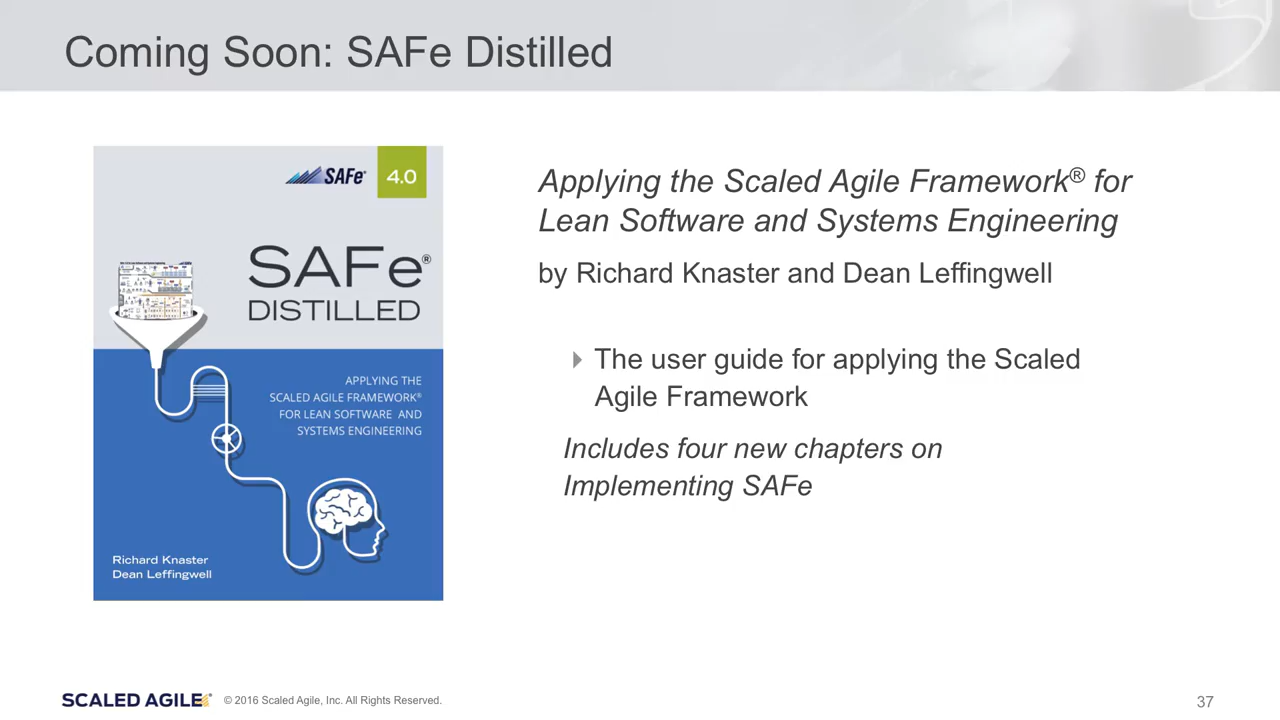 Coming Soon: SAFe Distilled
SAFe® 4.0
SAFe®
DISTILLED
APPLYING THE
SCALED AGILE FRAMEWORK®
FOR LEAN SOFTWARE AND
SYSTEMS ENGINEERING
Richard Knaster
Dean Leffingwell
Applying the Scaled Agile Framework® for
Lean Software and Systems Engineering
by Richard Knaster and Dean Leffingwell
The user guide for applying the Scaled
Agile Framework
Includes four new chapters on
Implementing SAFe
SCALED AGILE® © 2016 Scaled Agile, Inc. All Rights Reserved.
37